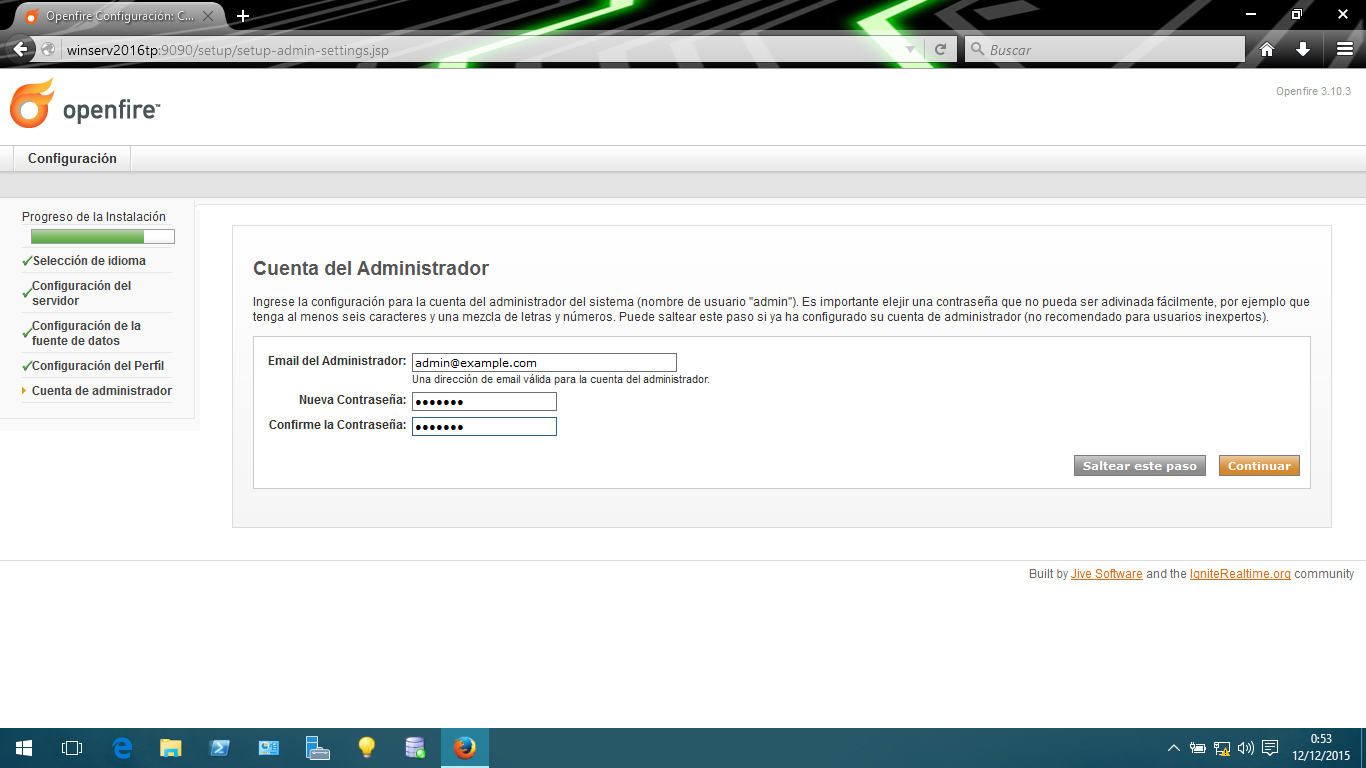 Openfire Configuración: C...
winserv2016tp:9090/setup/setup-admin-settings.jsp
Buscar
openfire™
Openfire 3.10.3
Configuración
Progreso de la Instalación
Selección de idioma
Configuración del
servidor
Configuración de la
fuente de datos
Configuración del Perfil
Cuenta de administrador
Cuenta del Administrador
Ingrese la configuración para la cuenta del administrador del sistema (nombre de usuario "admin"). Es importante elejir una contraseña que no pueda ser adivinada fácilmente, por ejemplo que
tenga al menos seis caracteres y una mezcla de letras y números. Puede saltear este paso si ya ha configurado su cuenta de administrador (no recomendado para usuarios inexpertos).
Email del Administrador: admin@example.com
Una dirección de email válida para la cuenta del administrador.
Nueva Contraseña: •••••••
Confirme la Contraseña: •••••••
Saltear este paso Continuar
Built by Jive Software and the IgniteRealtime.org community
0:53
12/12/2015